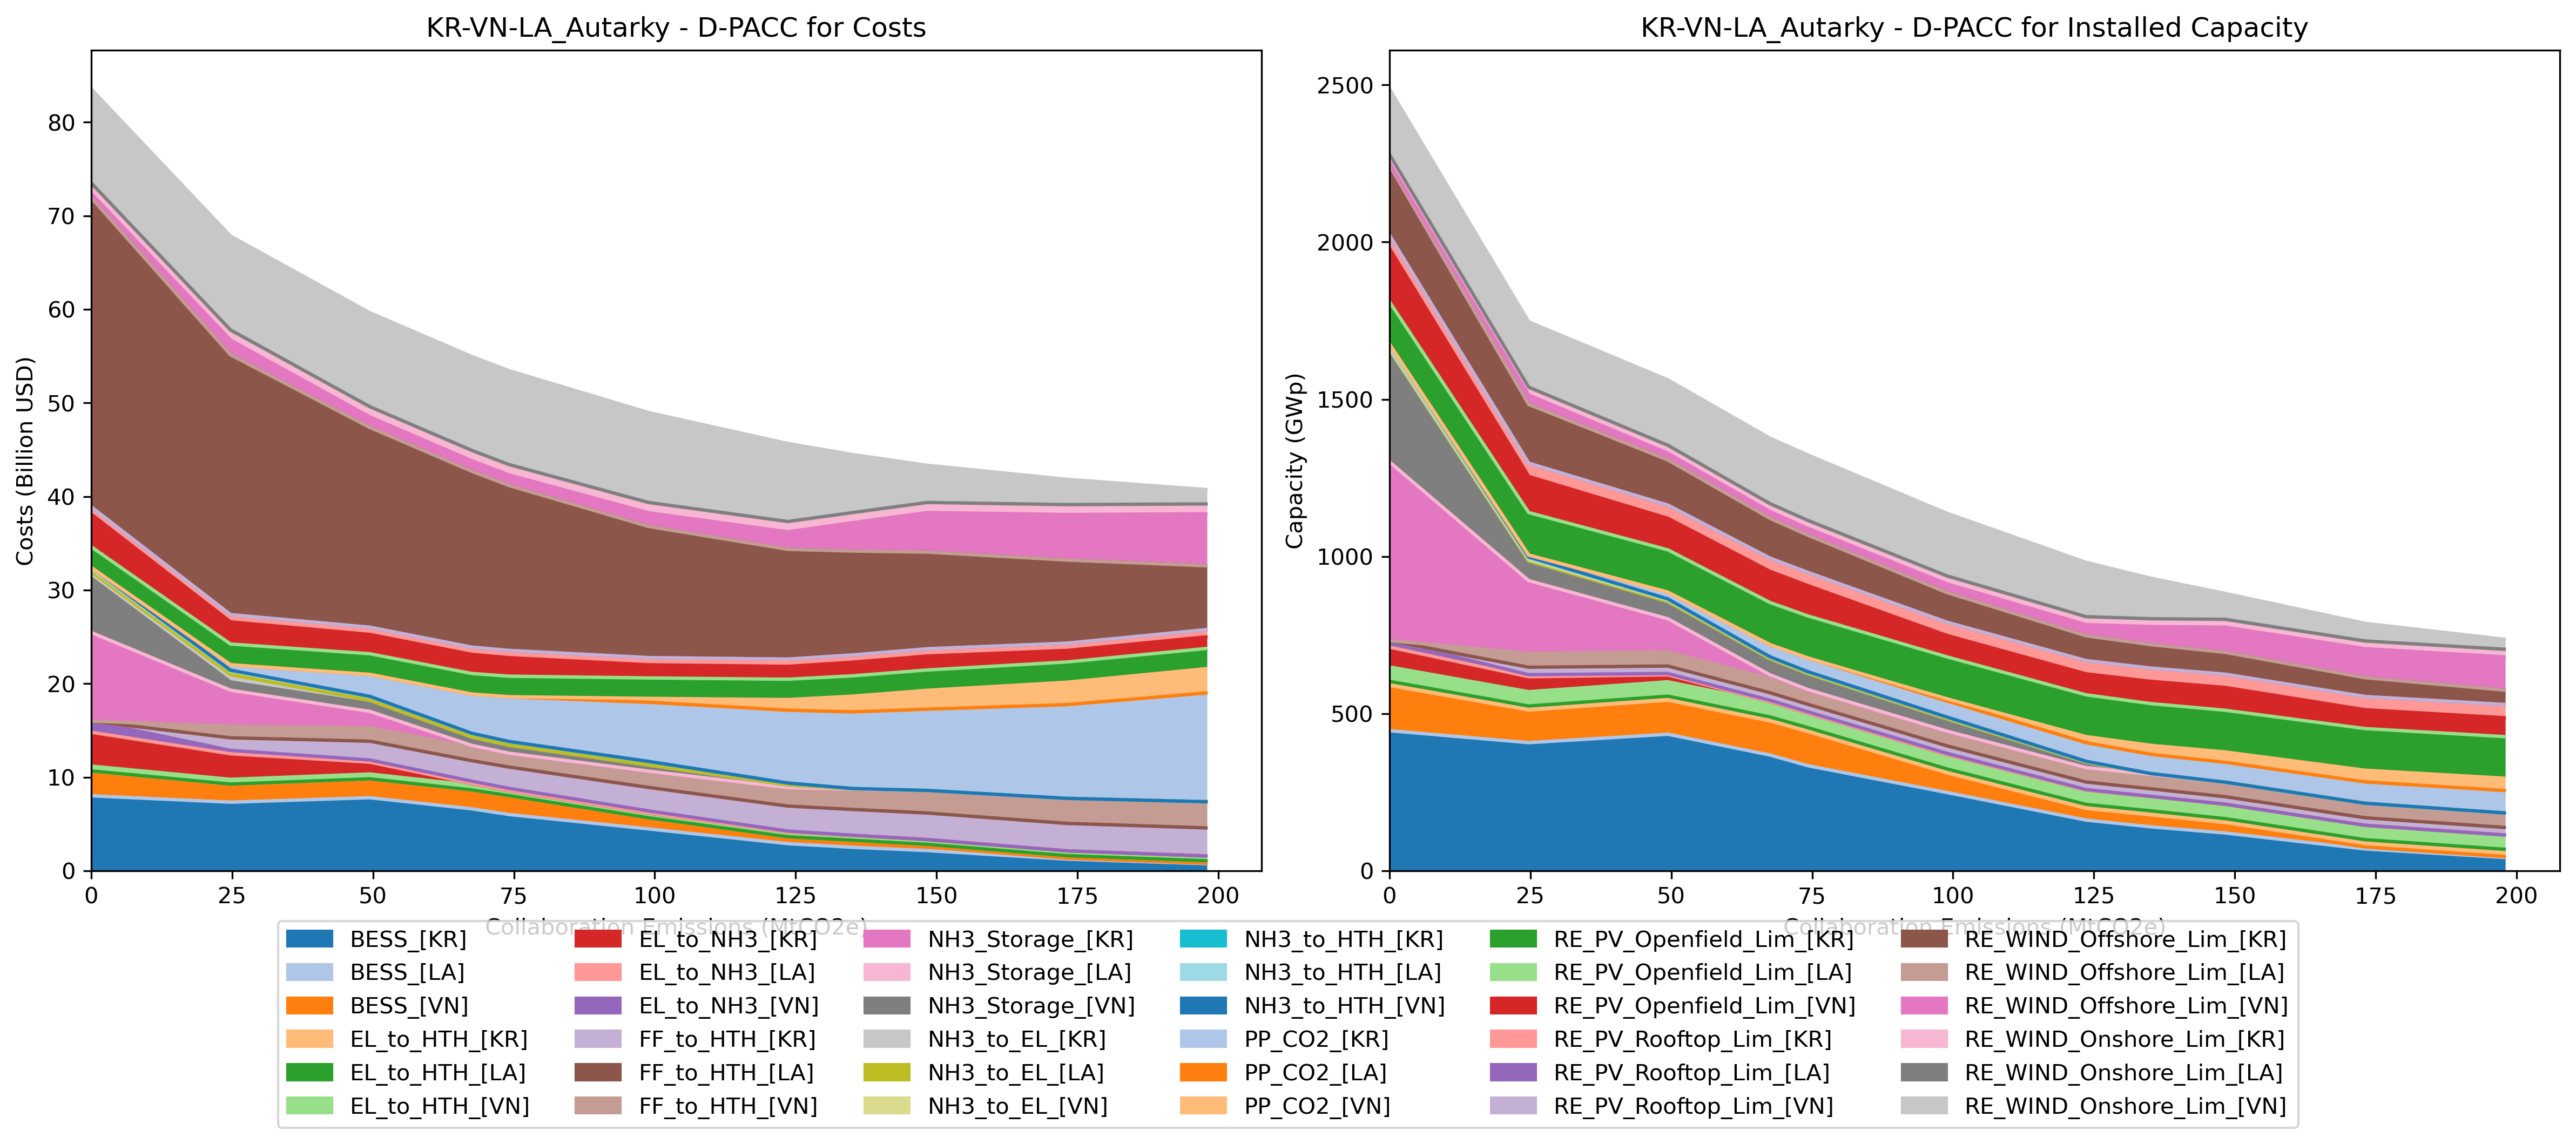 KR-VN-LA_Autarky - D-PACC for Costs
Costs (Billion USD)
80
70
60
50
40
30
20
10
0
0 25 50 75 100 125 150 175 200
Collaboration Emissions (MtCO2e)
KR-VN-LA_Autarky - D-PACC for Installed Capacity
Capacity (GWp)
2500
2000
1500
1000
500
0
0 25 50 75 100 125 150 175 200
Collaboration Emissions (MtCO2e)
BESS_[KR]
BESS_[LA]
BESS_[VN]
EL_to_HTH_[KR]
EL_to_HTH_[LA]
EL_to_HTH_[VN]
EL_to_NH3_[KR]
EL_to_NH3_[LA]
EL_to_NH3_[VN]
FF_to_HTH_[KR]
FF_to_HTH_[LA]
FF_to_HTH_[VN]
NH3_Storage_[KR]
NH3_Storage_[LA]
NH3_Storage_[VN]
NH3_to_EL_[KR]
NH3_to_EL_[LA]
NH3_to_EL_[VN]
NH3_to_HTH_[KR]
NH3_to_HTH_[LA]
NH3_to_HTH_[VN]
PP_CO2_[KR]
PP_CO2_[LA]
PP_CO2_[VN]
RE_PV_Openfield_Lim_[KR]
RE_PV_Openfield_Lim_[LA]
RE_PV_Openfield_Lim_[VN]
RE_PV_Rooftop_Lim_[KR]
RE_PV_Rooftop_Lim_[LA]
RE_PV_Rooftop_Lim_[VN]
RE_WIND_Offshore_Lim_[KR]
RE_WIND_Offshore_Lim_[LA]
RE_WIND_Offshore_Lim_[VN]
RE_WIND_Onshore_Lim_[KR]
RE_WIND_Onshore_Lim_[LA]
RE_WIND_Onshore_Lim_[VN]